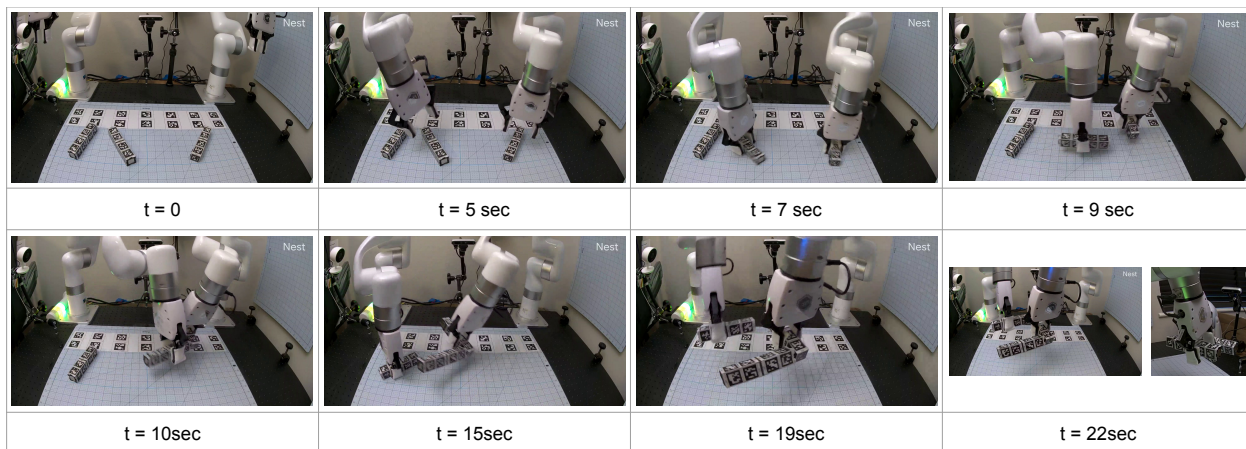 Nest
Nest
Nest
Nest
t = 0
t = 5 sec
t = 7 sec
t = 9 sec
Nest
Nest
Nest
Nest
t = 10sec
t = 15sec
t = 19sec
t = 22sec